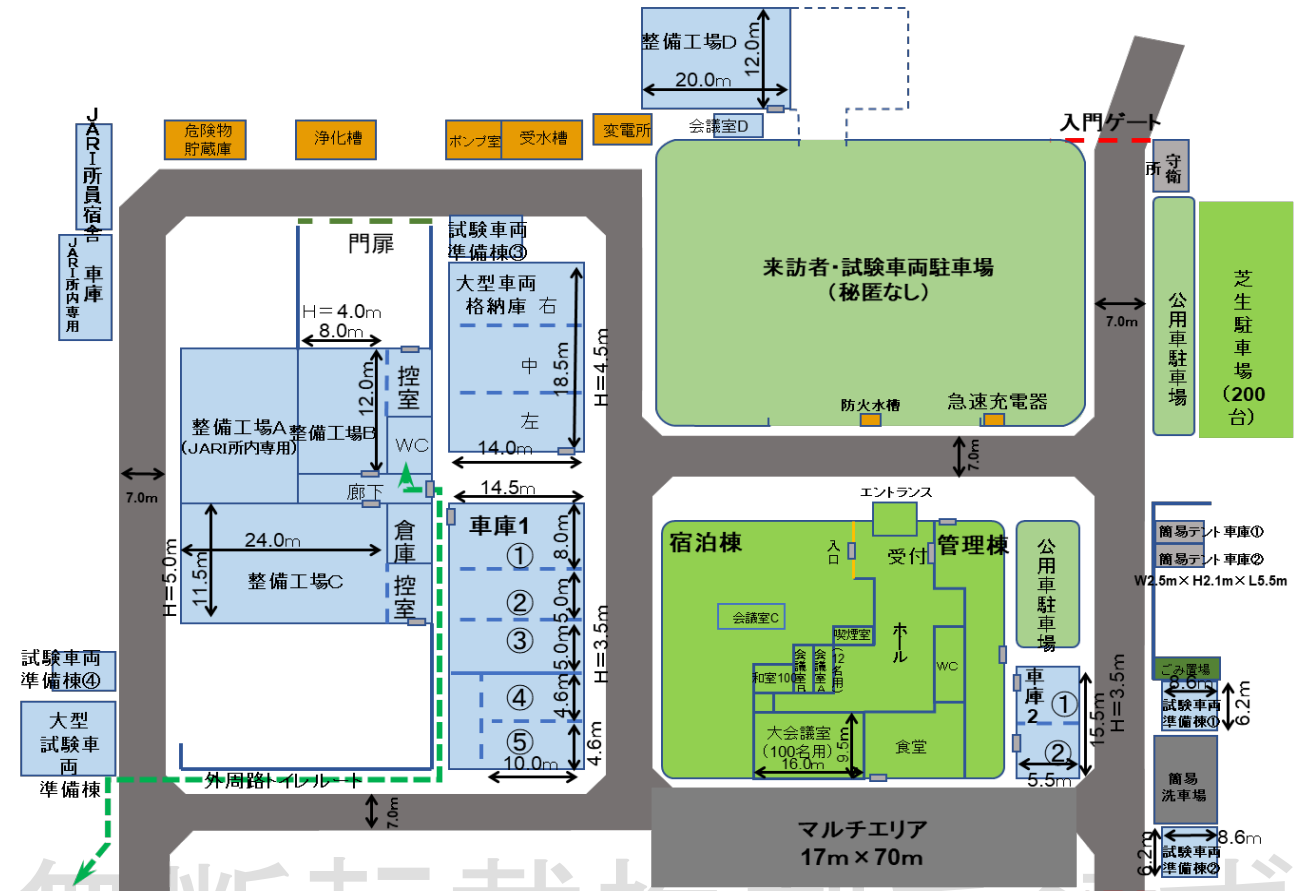 整備工場D
12.0m
20.0m
会議室D
JARI所員宿舎
危険物
貯蔵庫
浄化槽
ポンプ室
受水槽
変電所
入門ゲート
守衛
所
JARI所内専用
車庫
門扉
試験車両
準備棟③
大型車両
格納庫
右
中
左
18.5m
H=4.5m
14.0m
H=4.0m
8.0m
12.0m
控室
整備工場A
(JARI所内専用)
整備工場B
WC
廊下
来訪者・試験車両駐車場
(秘匿なし)
防火水槽
急速充電器
7.0m
公用車駐車場
芝生駐車場
(200
台)
7.0m
7.0m
14.5m
車庫1
①
8.0m
②
5.0m
③
5.0m
④
4.6m
⑤
4.6m
10.0m
H=3.5m
24.0m
11.5m
H=5.0m
整備工場C
倉庫
控室
エントランス
宿泊棟
入口
受付
管理棟
会議室C
喫煙室
ホール
会議室B
会議室A
(12名用)
和室100
WC
大会議室
(100名用)
9.5m
16.0m
食堂
公用車駐車場
車庫2
①
②
15.5m
H=3.5m
5.5m
簡易テント車庫①
簡易テント車庫②
W2.5m×H2.1m×L5.5m
ごみ置場
8.6m
試験車両
準備棟①
6.2m
簡易
洗車場
8.6m
6.2m
試験車両
準備棟②
試験車両
準備棟④
大型
試験車
両
準備棟
外周路トイレルート
7.0m
マルチエリア
17m×70m